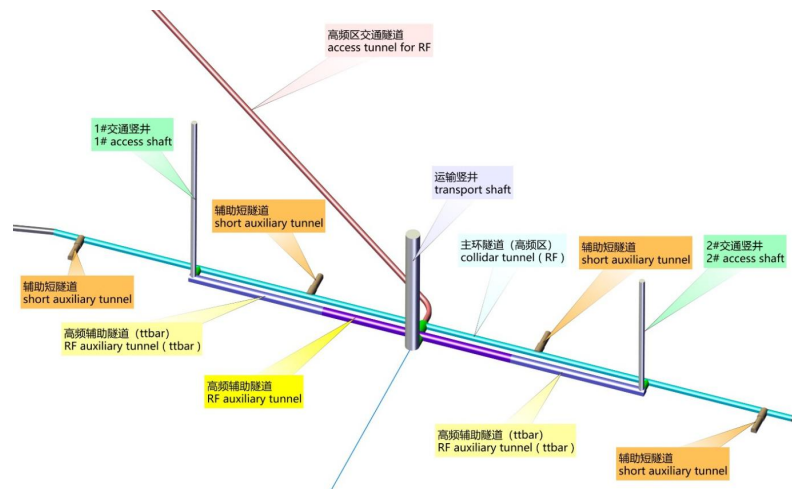 高频区交通隧道
access tunnel for RF
1#交通竖井
1# access shaft
运输竖井
transport shaft
辅助短隧道
short auxiliary tunnel
主环隧道（高频区）
collidar tunnel ( RF )
辅助短隧道
short auxiliary tunnel
2#交通竖井
2# access shaft
辅助短隧道
short auxiliary tunnel
高频辅助隧道（ttbar）
RF auxiliary tunnel ( ttbar )
高频辅助隧道
RF auxiliary tunnel
高频辅助隧道（ttbar）
RF auxiliary tunnel ( ttbar )
辅助短隧道
short auxiliary tunnel